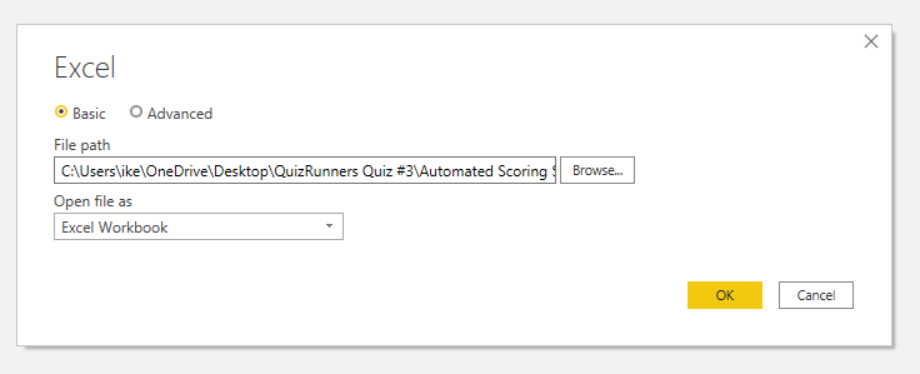 Excel
Basic Advanced
File path
C:\Users\ike\OneDrive\Desktop\QuizRunners Quiz #3\Automated Scoring Browse...
Open file as
Excel Workbook
OK Cancel